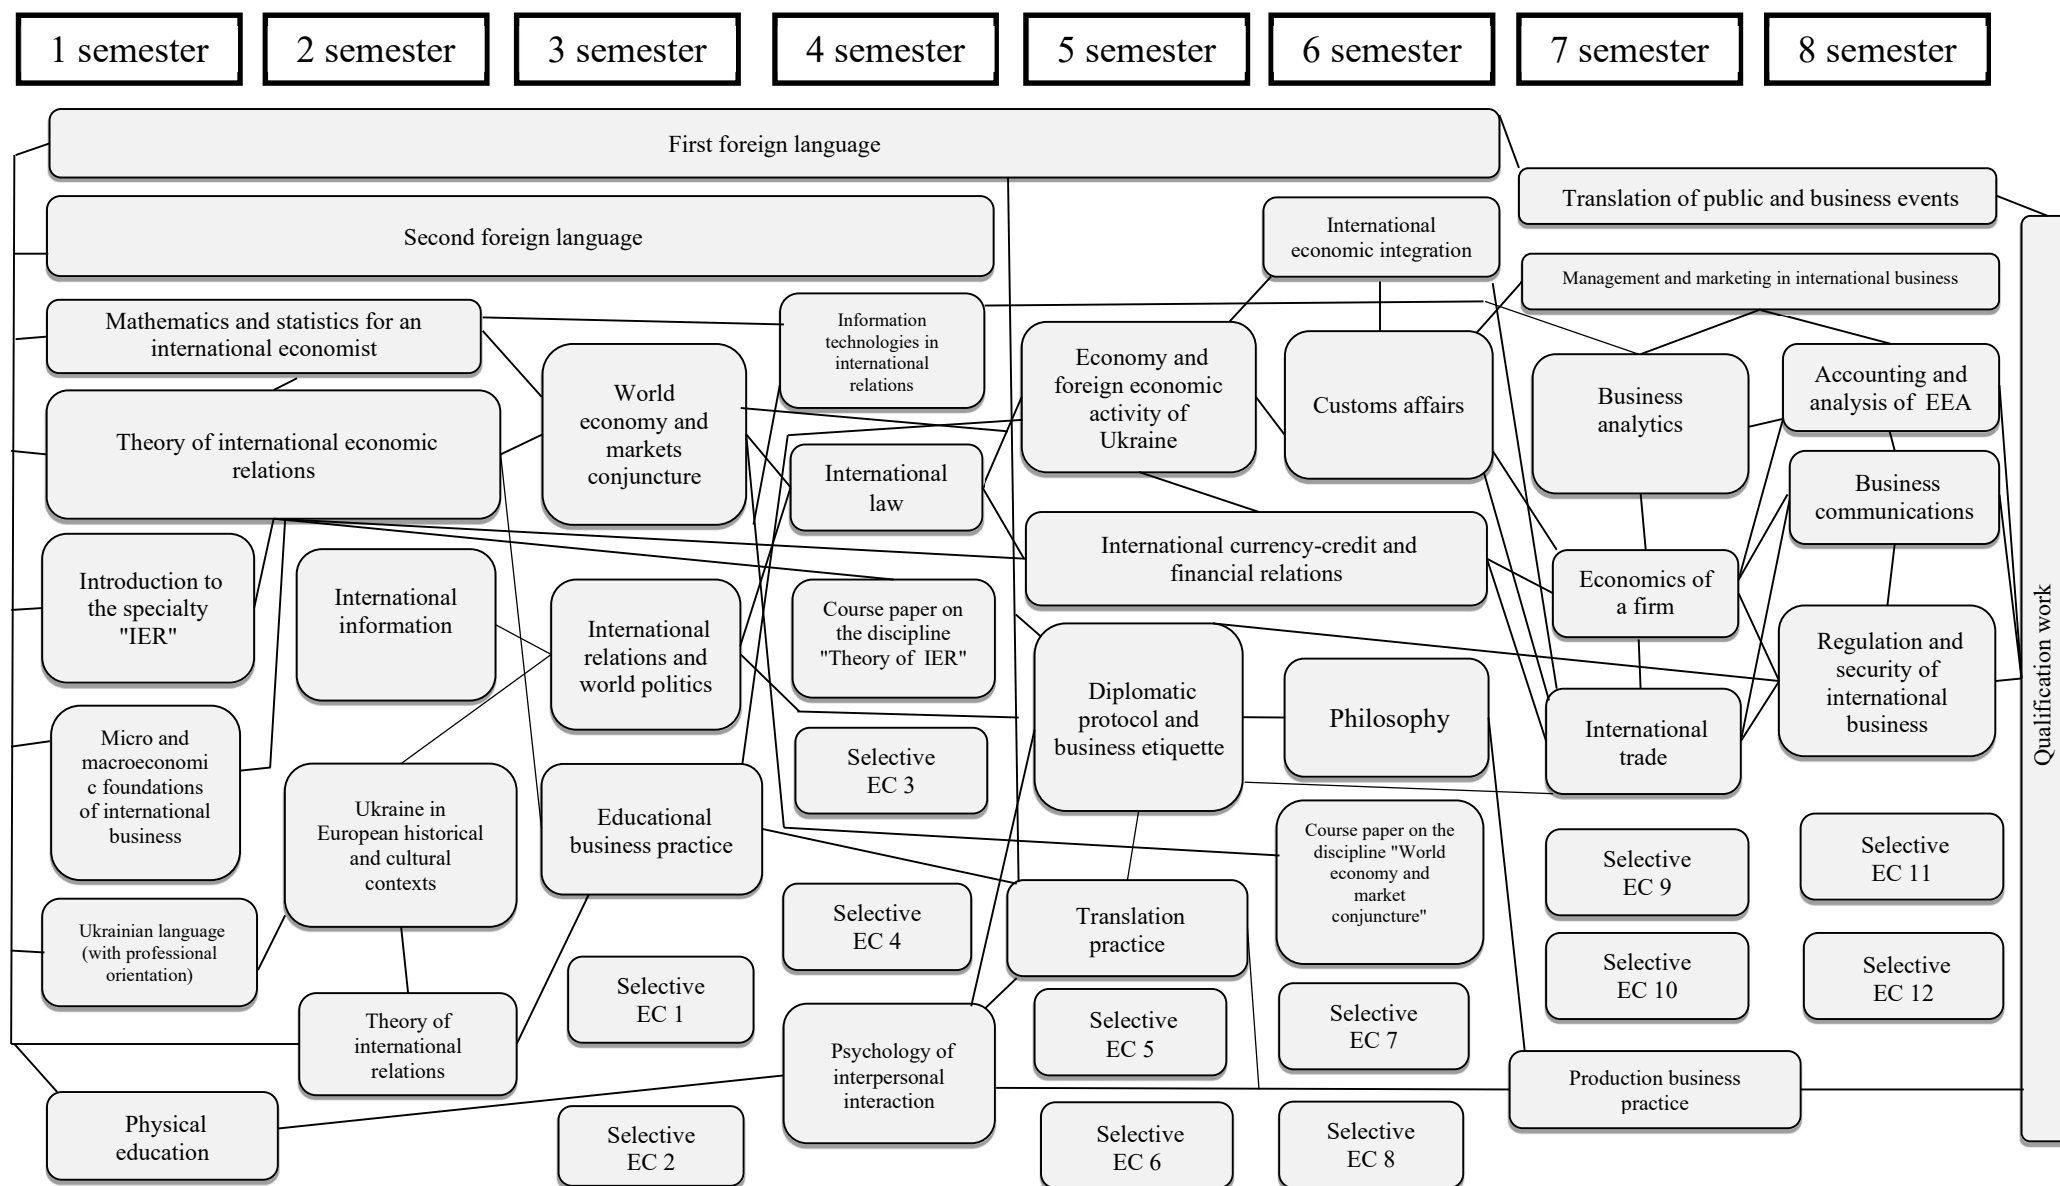 1 semester
2 semester
3 semester
4 semester
5 semester
6 semester
7 semester
8 semester
First foreign language
Translation of public and business events
Second foreign language
International
economic integration
Management and marketing in international business
Mathematics and statistics for an
international economist
Information
technologies in
international
relations
Economy and
foreign economic
activity of
Ukraine
Customs affairs
Business
analytics
Accounting and
analysis of EEA
World
economy and
markets
conjuncture
Theory of international economic
relations
International
law
Business
communications
International currency-credit and
financial relations
Introduction to
the specialty
"IER"
International
information
International
relations and
world politics
Course paper on
the discipline
"Theory of IER"
Economics of
a firm
Regulation and
security of
international
business
Qualification work
Diplomatic
protocol and
business etiquette
Philosophy
International
trade
Micro and
macroeconomi
c foundations
of international
business
Selective
EC 3
Ukraine in
European historical
and cultural
contexts
Educational
business practice
Course paper on the
discipline "World
economy and
market
conjuncture"
Selective
EC 9
Selective
EC 11
Ukrainian language
(with professional
orientation)
Selective
EC 4
Translation
practice
Selective
EC 10
Selective
EC 12
Selective
EC 1
Theory of
international
relations
Psychology of
interpersonal
interaction
Selective
EC 5
Selective
EC 7
Production business
practice
Physical
education
Selective
EC 2
Selective
EC 6
Selective
EC 8